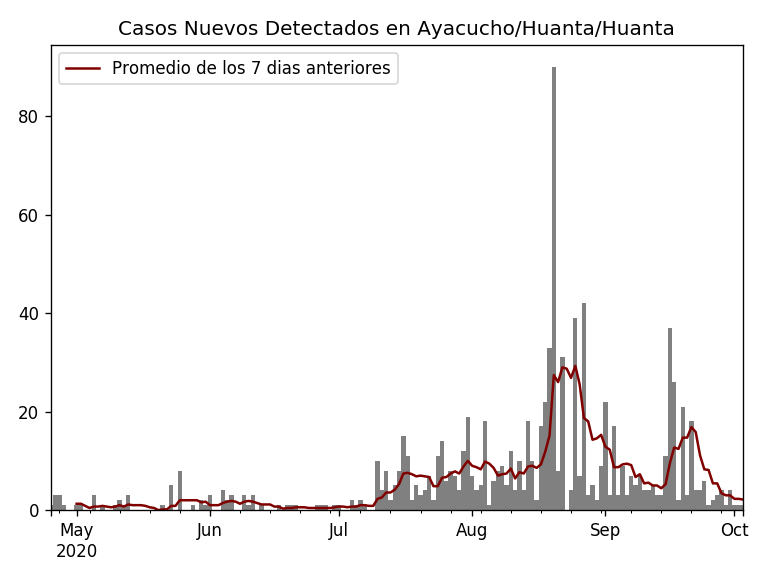 Casos Nuevos Detectados en Ayacucho/Huanta/Huanta
Promedio de los 7 dias anteriores
80
60
40
20
0
May Jun Jul Aug Sep Oct
2020